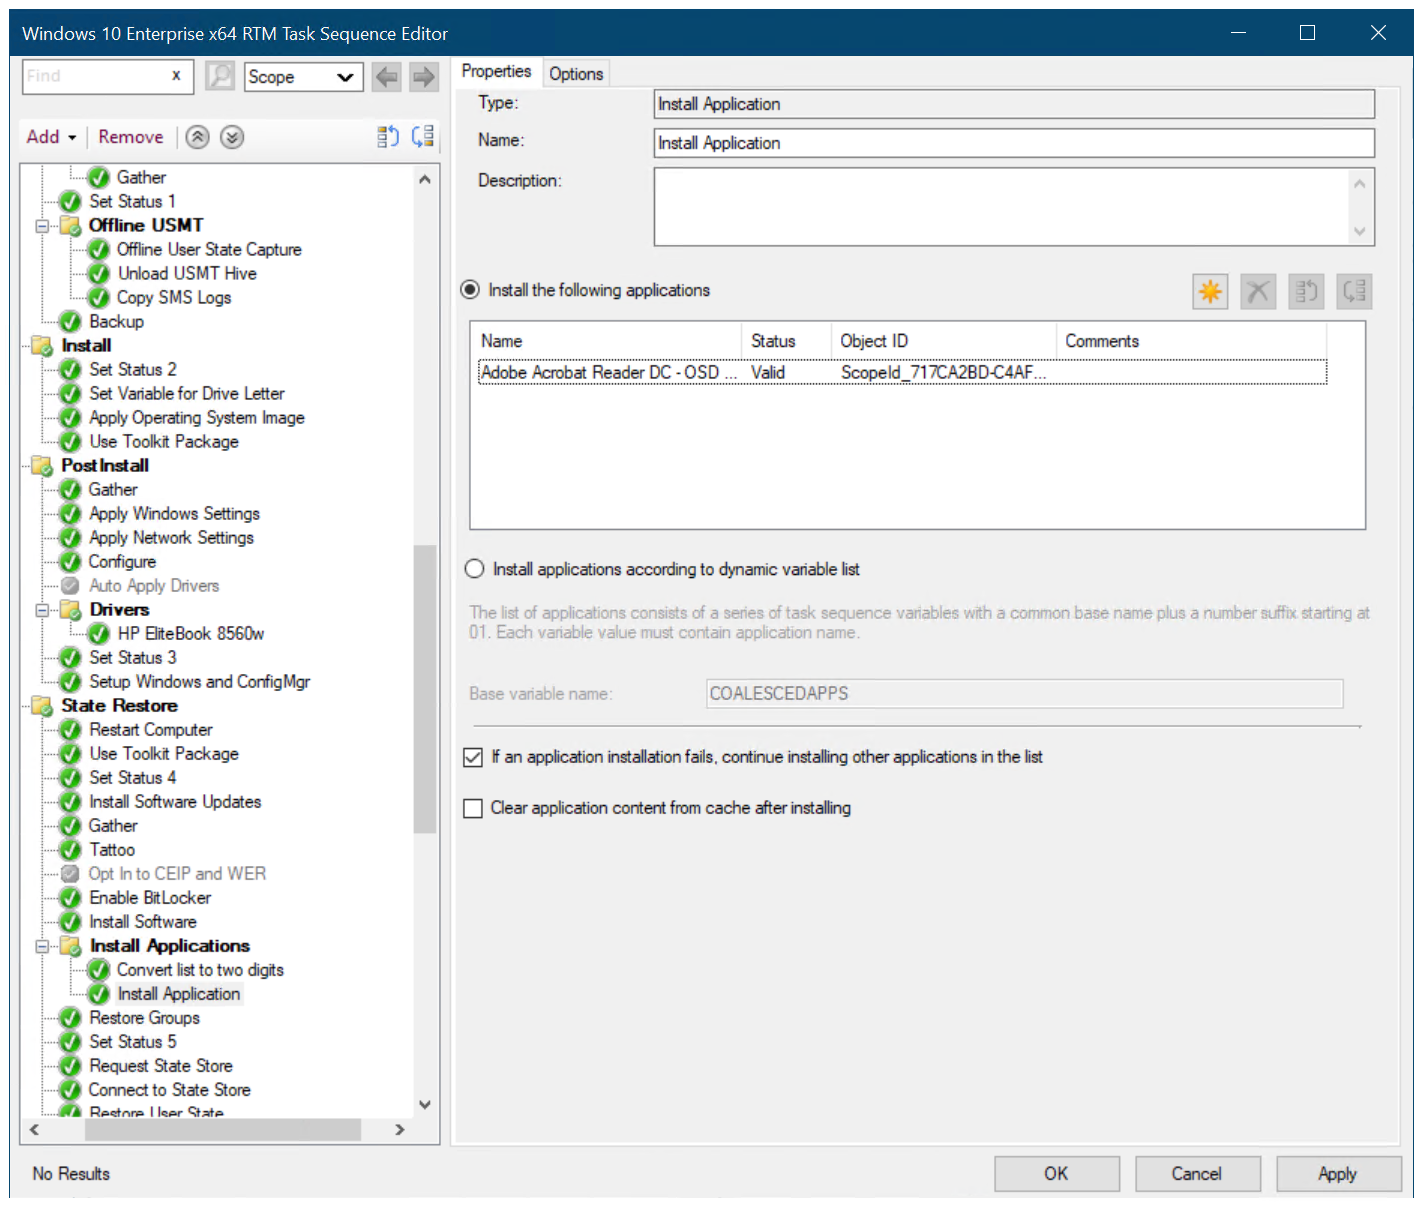 Windows 10 Enterprise x64 RTM Task Sequence Editor
Find x Scope
Add Remove
Gather
Set Status 1
Offline USMT
Offline User State Capture
Unload USMT Hive
Copy SMS Logs
Backup
Install
Set Status 2
Set Variable for Drive Letter
Apply Operating System Image
Use Toolkit Package
PostInstall
Gather
Apply Windows Settings
Apply Network Settings
Configure
Auto Apply Drivers
Drivers
HP EliteBook 8560w
Set Status 3
Setup Windows and ConfigMgr
State Restore
Restart Computer
Use Toolkit Package
Set Status 4
Install Software Updates
Gather
Tattoo
Opt In to CEIP and WER
Enable BitLocker
Install Software
Install Applications
Convert list to two digits
Install Application
Restore Groups
Set Status 5
Request State Store
Connect to State Store
Restore User State
No Results
Properties Options
Type: Install Application
Name: Install Application
Description:
Install the following applications
Name Status Object ID Comments
Adobe Acrobat Reader DC - OSD ... Valid ScopeId_717CA2BD-C4AF...
Install applications according to dynamic variable list
The list of applications consists of a series of task sequence variables with a common base name plus a number suffix starting at
01. Each variable value must contain application name.
Base variable name: COALESCEDAPPS
If an application installation fails, continue installing other applications in the list
Clear application content from cache after installing
OK Cancel Apply